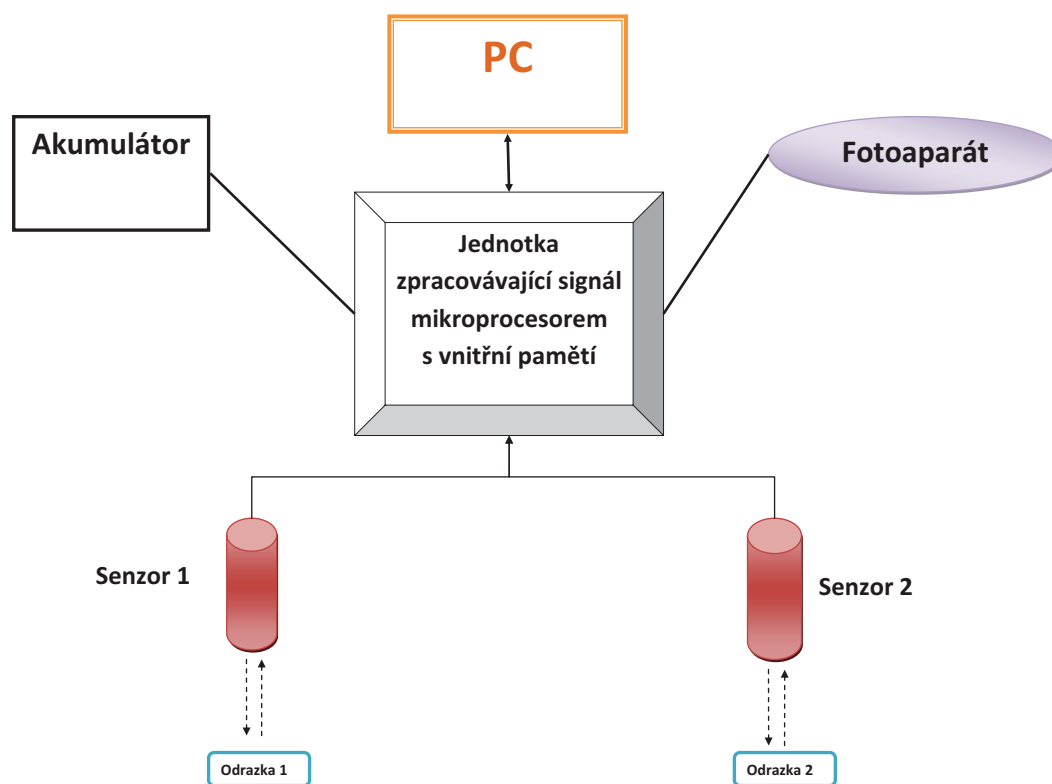 PC
Akumulátor
Fotoaparát
Jednotka
zpracovávající signál
mikroprocesorem
s vnitřní pamětí
Senzor 1
Senzor 2
Odrazka 1
Odrazka 2